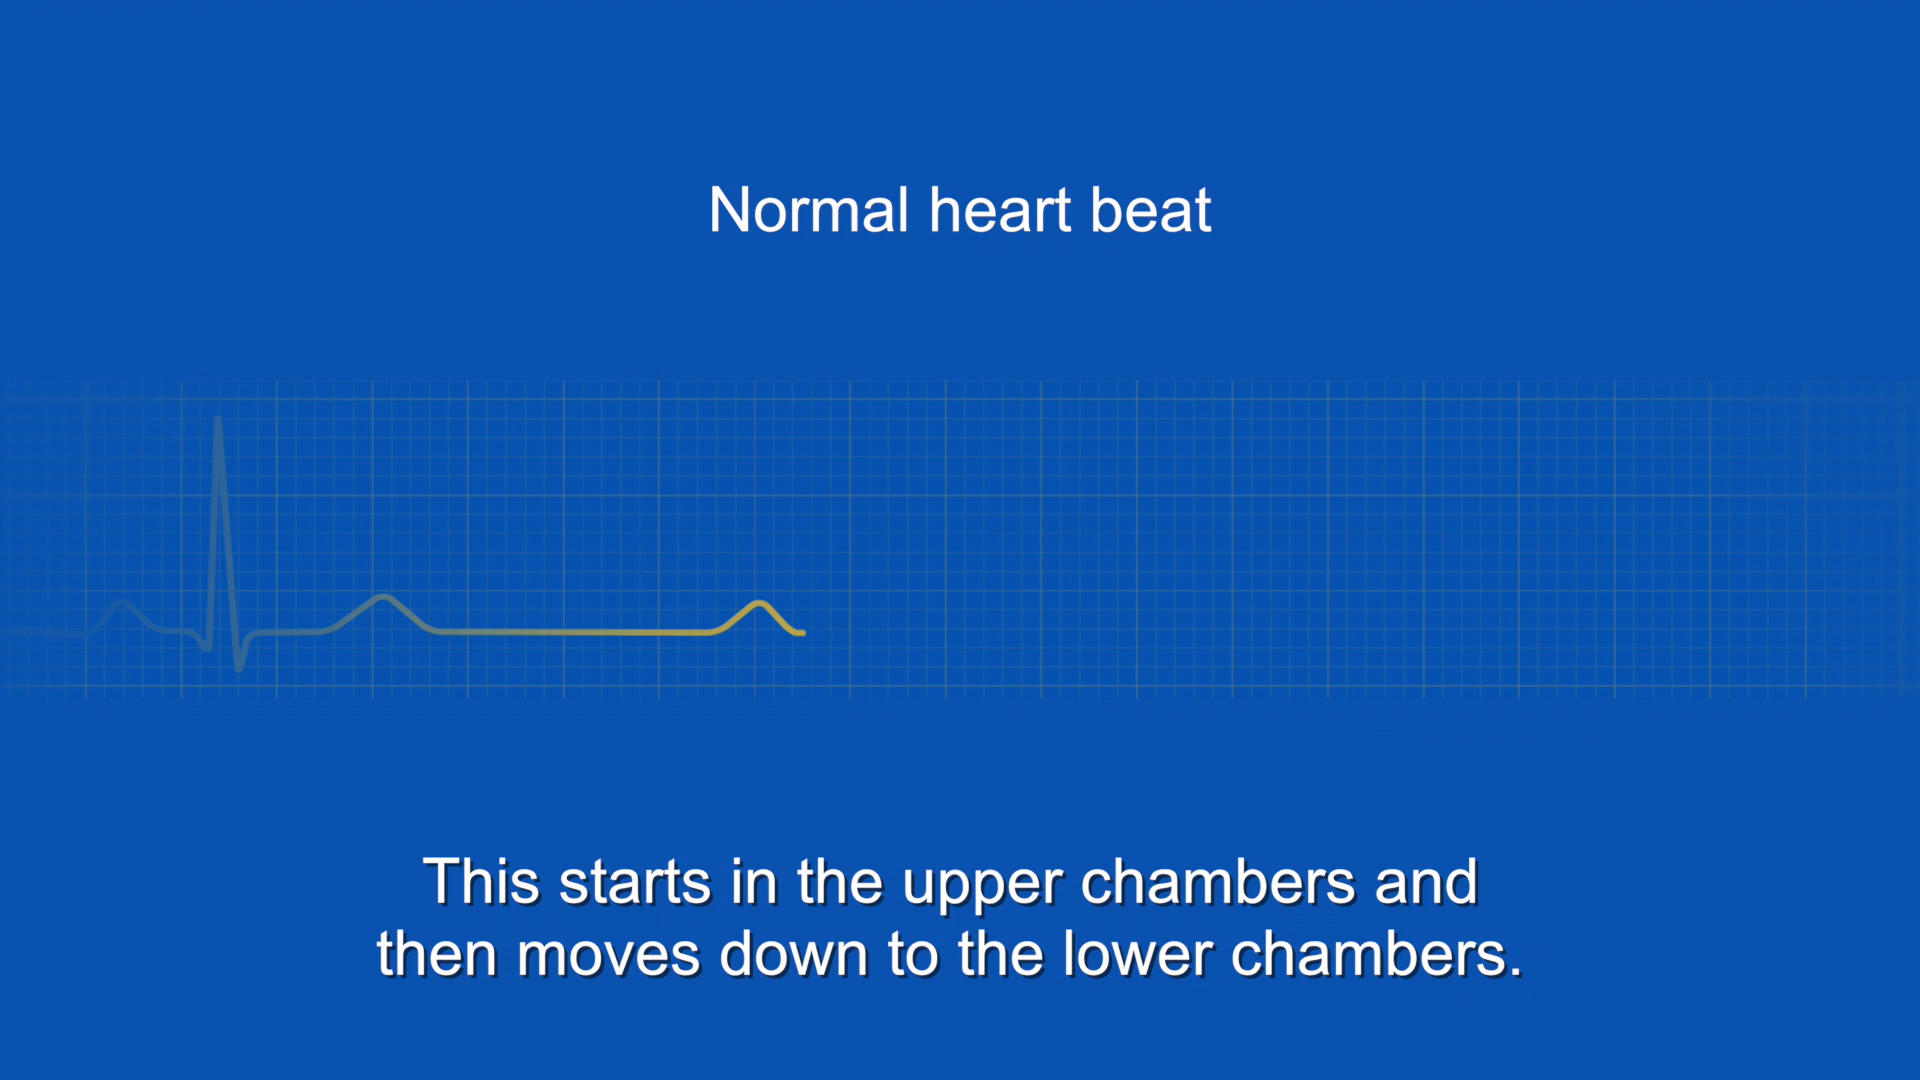 Normal heart beat
This starts in the upper chambers and
then moves down to the lower chambers.